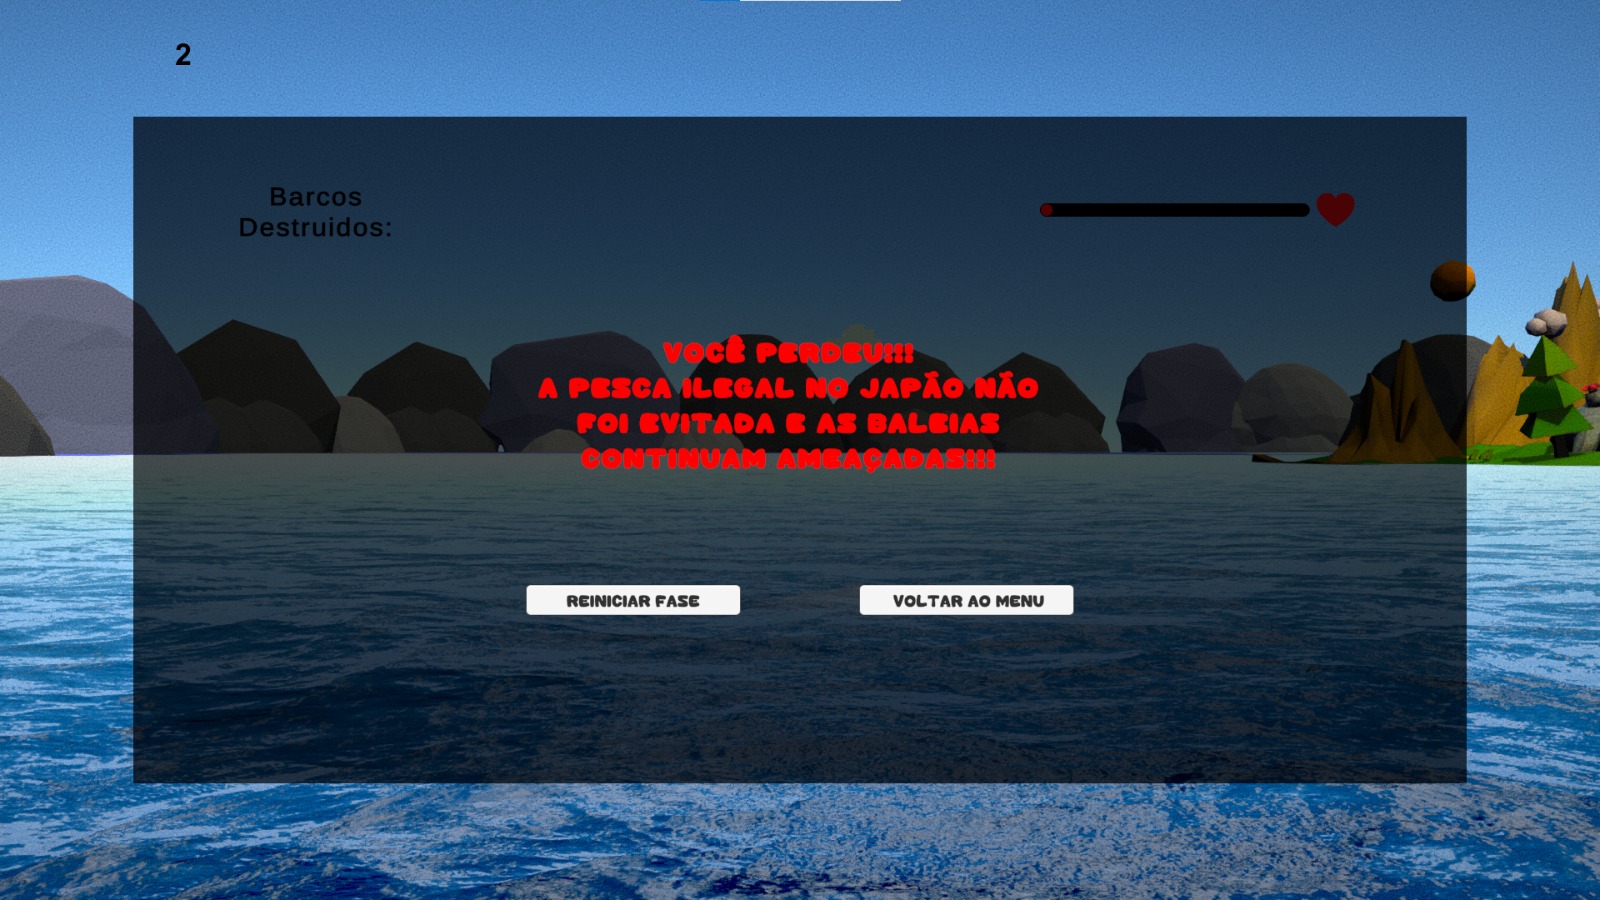 2
Barcos
Destruidos:
VOCÊ PERDEU!!!
A PESCA ILEGAL NO JAPÃO NÃO
FOI EVITADA E AS BALEIAS
CONTINUAM AMEAÇADAS!!!
REINICIAR FASE
VOLTAR AO MENU